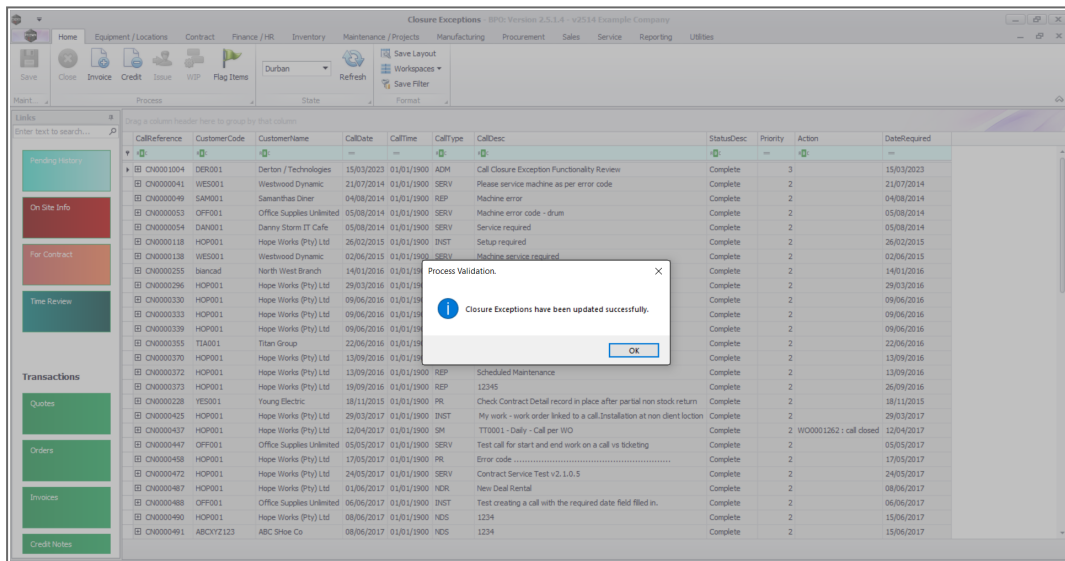 Closure Exceptions - BPO: Version 2.5.1.4 - v2514 Example Company
Home Equipment / Locations Contract Finance / HR Inventory Maintenance / Projects Manufacturing Procurement Sales Service Reporting Utilities
Save Close Invoice Credit Issue WIP Flag Items Durban Refresh Save Layout
Workspaces
Save Filter
Maint... Process State Format
Links
Enter text to search...
Pending History
On Site Info
For Contract
Time Review
Transactions
Quotes
Orders
Invoices
Credit Notes
Drag a column header here to group by that column
CallReference CustomerCode CustomerName CallDate CallTime CallType CallDesc StatusDesc Priority Action DateRequired
CN0001004 DER001 Derton / Technologies 15/03/2023 01/01/1900 ADM Call Closure Exception Functionality Review Complete 3 15/03/2023
CN0000041 WES001 Westwood Dynamic 21/07/2014 01/01/1900 SERV Please service machine as per error code Complete 2 21/07/2014
CN0000049 SAM001 Samanthas Diner 04/08/2014 01/01/1900 REP Machine error Complete 2 04/08/2014
CN0000053 OFF001 Office Supplies Unlimited 05/08/2014 01/01/1900 SERV Machine error code - drum Complete 2 05/08/2014
CN0000054 DAN001 Danny Storm IT Cafe 05/08/2014 01/01/1900 SERV Service required Complete 2 05/08/2014
CN0000118 HOP001 Hope Works (Pty) Ltd 26/02/2015 01/01/1900 INST Setup required Complete 2 26/02/2015
CN0000138 WES001 Westwood Dynamic 02/06/2015 01/01/1900 SERV Machine service required Complete 2 02/06/2015
CN0000255 biancad North West Branch 14/01/2016 01/01/19 Complete 2 14/01/2016
CN0000296 HOP001 Hope Works (Pty) Ltd 29/03/2016 01/01/19 Complete 2 29/03/2016
CN0000330 HOP001 Hope Works (Pty) Ltd 09/06/2016 01/01/19 Complete 2 09/06/2016
CN0000333 HOP001 Hope Works (Pty) Ltd 09/06/2016 01/01/19 Complete 2 09/06/2016
CN0000339 HOP001 Hope Works (Pty) Ltd 09/06/2016 01/01/19 Complete 2 09/06/2016
CN0000355 TIA001 Titan Group 22/06/2016 01/01/19 Complete 2 22/06/2016
CN0000370 HOP001 Hope Works (Pty) Ltd 13/09/2016 01/01/19 Complete 2 13/09/2016
CN0000372 HOP001 Hope Works (Pty) Ltd 13/09/2016 01/01/1900 REP Scheduled Maintenance Complete 2 13/09/2016
CN0000373 HOP001 Hope Works (Pty) Ltd 19/09/2016 01/01/1900 REP 12345 Complete 2 26/09/2016
CN0000228 YES001 Young Electric 18/11/2015 01/01/1900 PR. Check Contract Detail record in place after partial non stock return Complete 2 18/11/2015
CN0000425 HOP001 Hope Works (Pty) Ltd 29/03/2017 01/01/1900 INST My work - work order linked to a call.Installation at non client loction Complete 2 29/03/2017
CN0000437 HOP001 Hope Works (Pty) Ltd 12/04/2017 01/01/1900 SM TT0001 - Daily - Call per WO Complete 2 WO0001262 : call closed 12/04/2017
CN0000447 OFF001 Office Supplies Unlimited 05/05/2017 01/01/1900 SERV Test call for start and end work on a call vs ticketing Complete 2 05/05/2017
CN0000458 HOP001 Hope Works (Pty) Ltd 17/05/2017 01/01/1900 PR. Error code ........................................................ Complete 2 17/05/2017
CN0000472 HOP001 Hope Works (Pty) Ltd 24/05/2017 01/01/1900 SERV Contract Service Test v2.1.0.5 Complete 2 24/05/2017
CN0000487 HOP001 Hope Works (Pty) Ltd 01/06/2017 01/01/1900 NDR New Deal Rental Complete 2 08/06/2017
CN0000488 OFF001 Office Supplies Unlimited 06/06/2017 01/01/1900 INST Test creating a call with the required date field filled in. Complete 2 06/06/2017
CN0000490 HOP001 Hope Works (Pty) Ltd 08/06/2017 01/01/1900 NDS 1234 Complete 2 15/06/2017
CN0000491 ABCXYZ123 ABC SHoe Co 08/06/2017 01/01/1900 NDS 1234 Complete 2 15/06/2017
Process Validation.
Closure Exceptions have been updated successfully.
OK